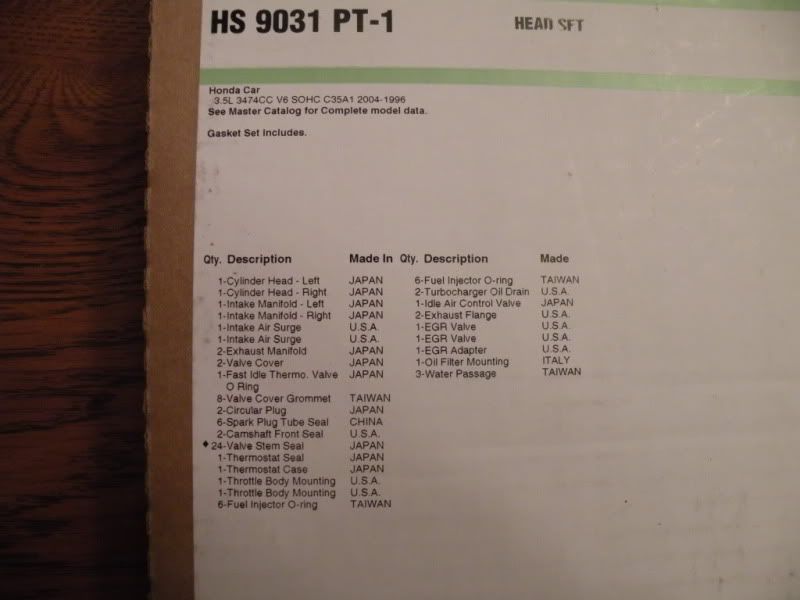 HS 9031 PT-1
HEAD SET
Honda Car
3.5L 3474CC V6 SOHC C35A1 2004-1996
See Master Catalog for Complete model data.
Gasket Set Includes.
Qty. Description Made In
1-Cylinder Head - Left JAPAN
1-Cylinder Head - Right JAPAN
1-Intake Manifold - Left JAPAN
1-Intake Manifold - Right JAPAN
1-Intake Air Surge U.S.A.
1-Intake Air Surge U.S.A.
2-Exhaust Manifold JAPAN
2-Valve Cover JAPAN
1-Fast Idle Thermo. Valve JAPAN
O Ring
8-Valve Cover Grommet TAIWAN
2-Circular Plug JAPAN
6-Spark Plug Tube Seal CHINA
2-Camshaft Front Seal U.S.A.
♦24-Valve Stem Seal JAPAN
1-Thermostat Seal JAPAN
1-Thermostat Case JAPAN
1-Throttle Body Mounting U.S.A.
1-Throttle Body Mounting U.S.A.
6-Fuel Injector O-ring TAIWAN
Qty. Description Made
6-Fuel Injector O-ring TAIWAN
2-Turbocharger Oil Drain U.S.A.
1-Idle Air Control Valve JAPAN
2-Exhaust Flange U.S.A.
1-EGR Valve U.S.A.
1-EGR Valve U.S.A.
1-EGR Adapter U.S.A.
1-Oil Filter Mounting ITALY
3-Water Passage TAIWAN